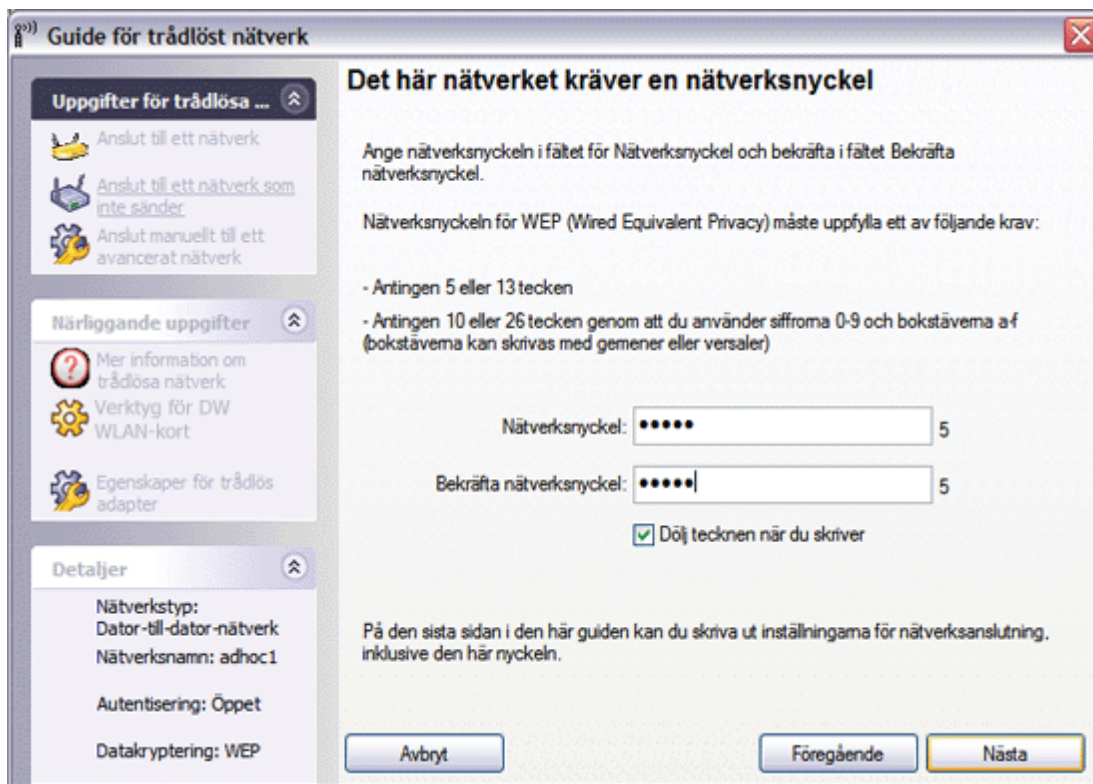 Guide för trådlöst nätverk
Uppgifter för trådlösa ...
Anslut till ett nätverk
Anslut till ett nätverk som
inte sänder
Anslut manuellt till ett
avancerat nätverk
Närliggande uppgifter
Mer information om
trådlösa nätverk
Verktyg för DW
WLAN-kort
Egenskaper för trådlös
adapter
Detaljer
Nätverkstyp:
Dator-till-dator-nätverk
Nätverksnamn: adhoc1
Autentisering: Öppet
Datakryptering: WEP
Det här nätverket kräver en nätverksnyckel
Ange nätverksnyckeln i fältet för Nätverksnyckel och bekräfta i fältet Bekräfta
nätverksnyckel.
Nätverksnyckeln för WEP (Wired Equivalent Privacy) måste uppfylla ett av följande krav:
- Antingen 5 eller 13 tecken
- Antingen 10 eller 26 tecken genom att du använder siffrorna 0-9 och bokstäverna a-f
(bokstäverna kan skrivas med gemener eller versaler)
Nätverksnyckel: ••••• 5
Bekräfta nätverksnyckel: ••••• 5
Dölj tecknen när du skriver
På den sista sidan i den här guiden kan du skriva ut inställningarna för nätverksanslutning,
inklusive den här nyckeln.
Avbryt
Föregående
Nästa